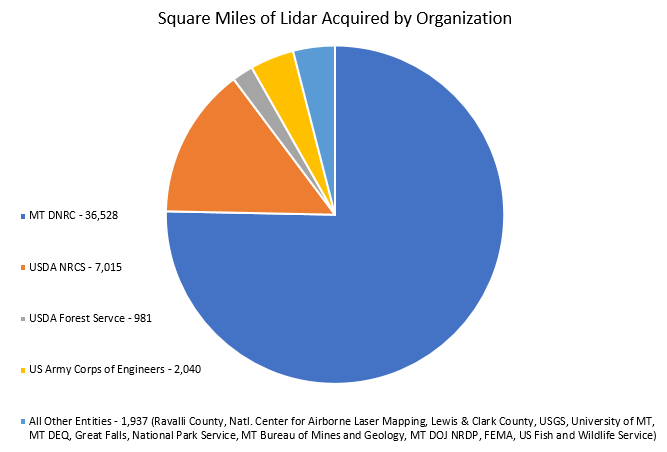 Square Miles of Lidar Acquired by Organization
MT DNRC - 36,528
USDA NRCS - 7,015
USDA Forest Servce - 981
US Army Corps of Engineers - 2,040
All Other Entities - 1,937 (Ravalli County, Natl. Center for Airborne Laser Mapping, Lewis & Clark County, USGS, University of MT,
MT DEQ, Great Falls, National Park Service, MT Bureau of Mines and Geology, MT DOJ NRDP, FEMA, US Fish and Wildlife Service)